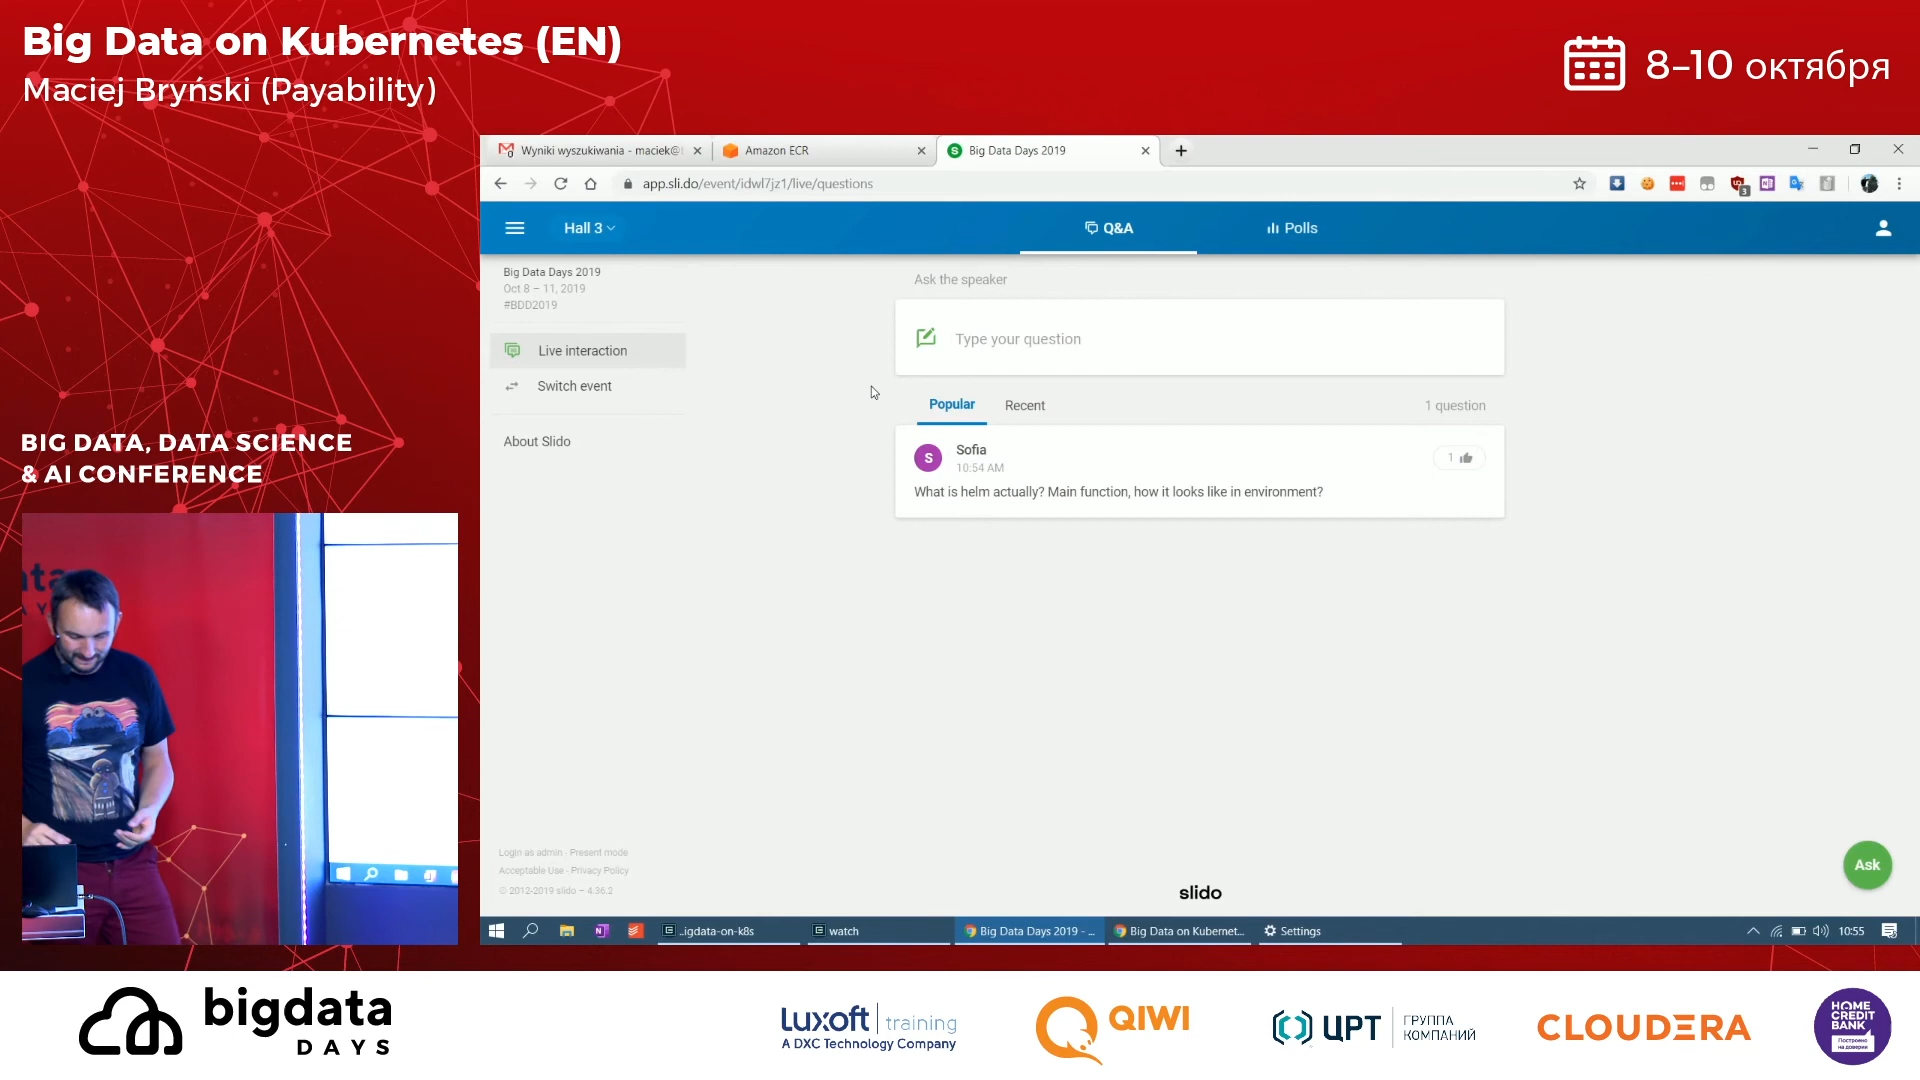 Big Data on Kubernetes (EN)
Maciej Bryński (Payability)
8–10 октября
Wyniki wyszukiwania - maciek@
Amazon ECR
Big Data Days 2019
app.sli.do/event/idwl7jz1/live/questions
Hall 3
Q&A
Polls
Big Data Days 2019
Oct 8 – 11, 2019
#BDD2019
Live interaction
Switch event
About Slido
Ask the speaker
Type your question
Popular
Recent
1 question
S
Sofia
10:54 AM
1
What is helm actually? Main function, how it looks like in environment?
BIG DATA, DATA SCIENCE
& AI CONFERENCE
Login as admin - Present mode
Acceptable Use - Privacy Policy
© 2012-2019 slido – 4.36.2
slido
Ask
..igdata-on-k8s
watch
Big Data Days 2019 - ...
Big Data on Kubernet...
Settings
10:55
bigdata
DAYS
luxoft training
A DXC Technology Company
QIWI
ЦРТ
ГРУППА
КОМПАНИЙ
CLOUDERA
HOME
CREDIT
BANK
Построено
на доверии